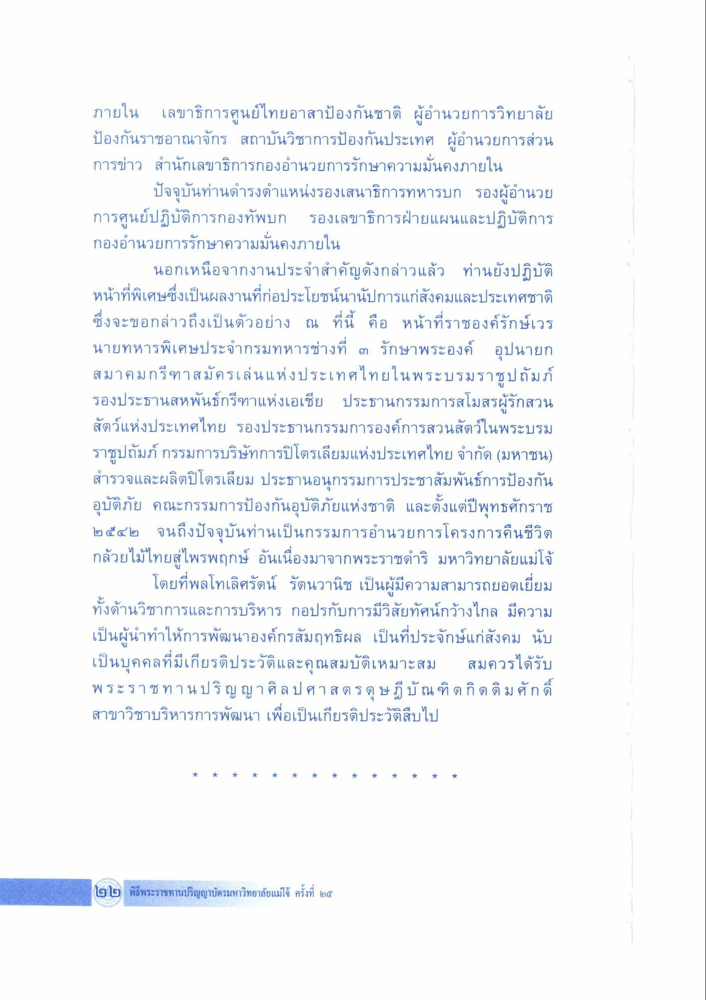 ภายใน เลขาธิการศูนย์ไทยอาสาป้องกันชาติ ผู้อำนวยการวิทยาลัย
ป้องกันราชอาณาจักร สถาบันวิชาการป้องกันประเทศ ผู้อำนวยการส่วน
การข่าว สำนักเลขาธิการกองอำนวยการรักษาความมั่นคงภายใน
ปัจจุบันท่านดำรงตำแหน่งรองเสนาธิการทหารบก รองผู้อำนวย
การศูนย์ปฏิบัติการกองทัพบก รองเลขาธิการฝ่ายแผนและปฏิบัติการ
กองอำนวยการรักษาความมั่นคงภายใน
นอกเหนือจากงานประจำสำคัญดังกล่าวแล้ว ท่านยังปฏิบัติ
หน้าที่พิเศษซึ่งเป็นผลงานที่ก่อประโยชน์นานัปการแก่สังคมและประเทศชาติ
ซึ่งจะขอกล่าวถึงเป็นตัวอย่าง ณ ที่นี้ คือ หน้าที่ราชองค์รักษ์เวร
นายทหารพิเศษประจำกรมทหารช่างที่ ๓ รักษาพระองค์ อุปนายก
สมาคมกรีฑาสมัครเล่นแห่งประเทศไทยในพระบรมราชูปถัมภ์
รองประธานสหพันธ์กรีฑาแห่งเอเชีย ประธานกรรมการสโมสรผู้รักสวน
สัตว์แห่งประเทศไทย รองประธานกรรมการองค์การสวนสัตว์ในพระบรม
ราชูปถัมภ์ กรรมการบริษัทการปิโตรเลียมแห่งประเทศไทย จำกัด (มหาชน)
สำรวจและผลิตปิโตรเลียม ประธานอนุกรรมการประชาสัมพันธ์การป้องกัน
อุบัติภัย คณะกรรมการป้องกันอุบัติภัยแห่งชาติ และตั้งแต่ปีพุทธศักราช
๒๕๔๒ จนถึงปัจจุบันท่านเป็นกรรมการอำนวยการโครงการคืนชีวิต
กล้วยไม้ไทยสู่ไพรพฤกษ์ อันเนื่องมาจากพระราชดำริ มหาวิทยาลัยแม่โจ้
โดยที่พลโทเลิศรัตน์ รัตนวานิช เป็นผู้มีความสามารถยอดเยี่ยม
ทั้งด้านวิชาการและการบริหาร กอปรกับการมีวิสัยทัศน์กว้างไกล มีความ
เป็นผู้นำทำให้การพัฒนาองค์กรสัมฤทธิผล เป็นที่ประจักษ์แก่สังคม นับ
เป็นบุคคลที่มีเกียรติประวัติและคุณสมบัติเหมาะสม สมควรได้รับ
พระราชทานปริญญาศิลปศาสตรดุษฎีบัณฑิตกิตติมศักดิ์
สาขาวิชาบริหารการพัฒนา เพื่อเป็นเกียรติประวัติสืบไป
* * * * * * * * * * * * * *
๒๒ พิธีพระราชทานปริญญาบัตรมหาวิทยาลัยแม่โจ้ ครั้งที่ ๒๕